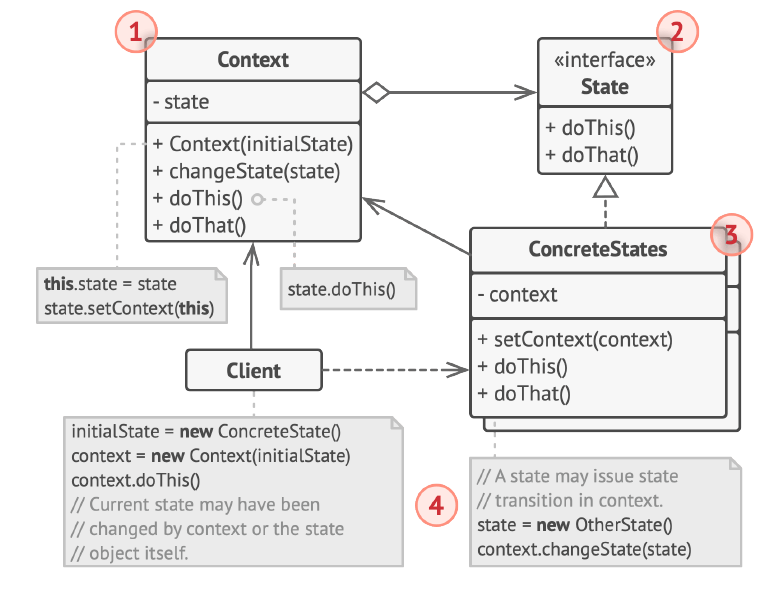 1
Context
- state
+ Context(initialState)
+ changeState(state)
+ doThis()
+ doThat()
2
«interface»
State
+ doThis()
+ doThat()
3
ConcreteStates
- context
+ setContext(context)
+ doThis()
+ doThat()
this.state = state
state.setContext(this)
state.doThis()
Client
initialState = new ConcreteState()
context = new Context(initialState)
context.doThis()
// Current state may have been
// changed by context or the state
// object itself.
4
// A state may issue state
// transition in context.
state = new OtherState()
context.changeState(state)